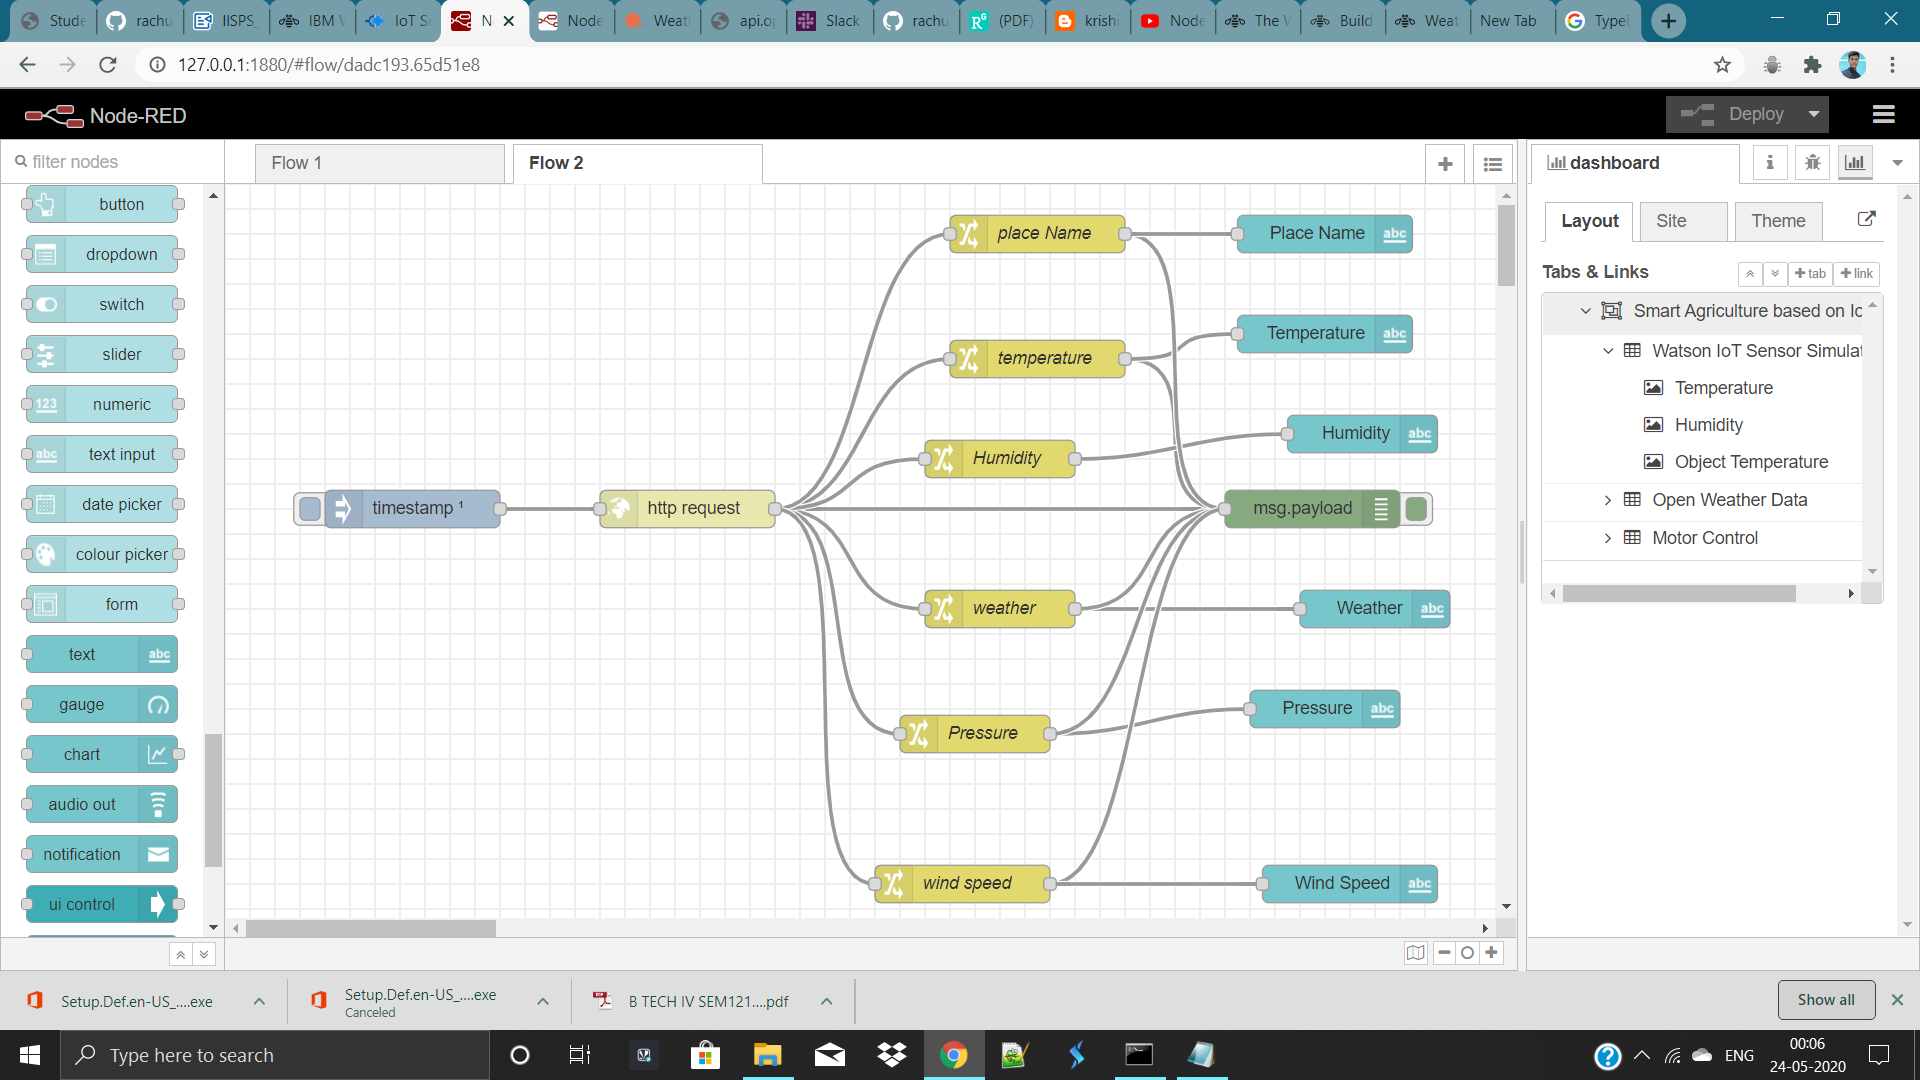 Stude
rachu
IISPS_
IBM W
IoT Se
N
Node
Weat
api.op
Slack
rachu
(PDF)
krishi
Node
The W
Build
Weat
New Tab
TypeE
127.0.0.1:1880/#flow/dadc193.65d51e8
Node-RED
Deploy
filter nodes
Flow 1
Flow 2
dashboard
button
dropdown
switch
slider
123 numeric
abc text input
date picker
colour picker
form
text abc
gauge
chart
audio out
notification
ui control
place Name
Place Name abc
temperature
Temperature abc
Humidity
Humidity abc
timestamp ¹
http request
msg.payload
weather
Weather abc
Pressure
Pressure abc
wind speed
Wind Speed abc
Layout
Site
Theme
Tabs & Links
tab
link
Smart Agriculture based on Io
Watson IoT Sensor Simulat
Temperature
Humidity
Object Temperature
Open Weather Data
Motor Control
Setup.Def.en-US_....exe
Setup.Def.en-US_....exe
Canceled
B TECH IV SEM121....pdf
Show all
Type here to search
ENG
00:06
24-05-2020